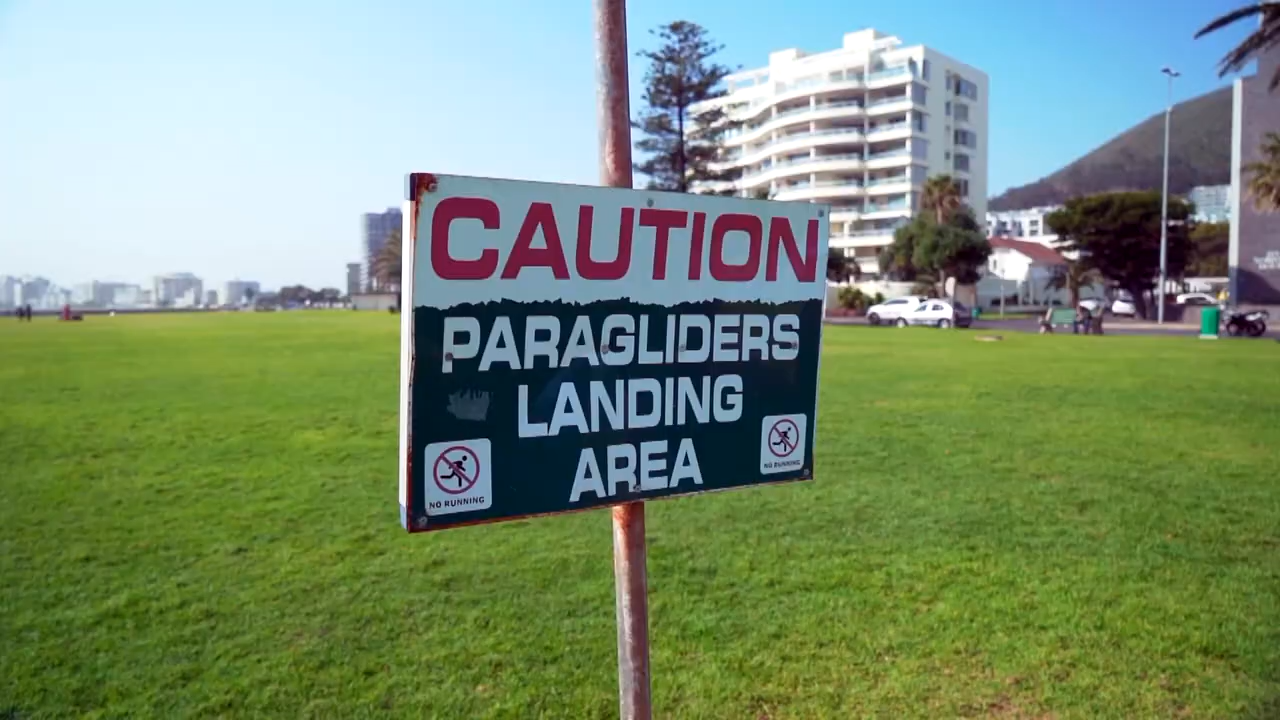 CAUTION
PARAGLIDERS
LANDING
AREA
NO RUNNING
NO RUNNING